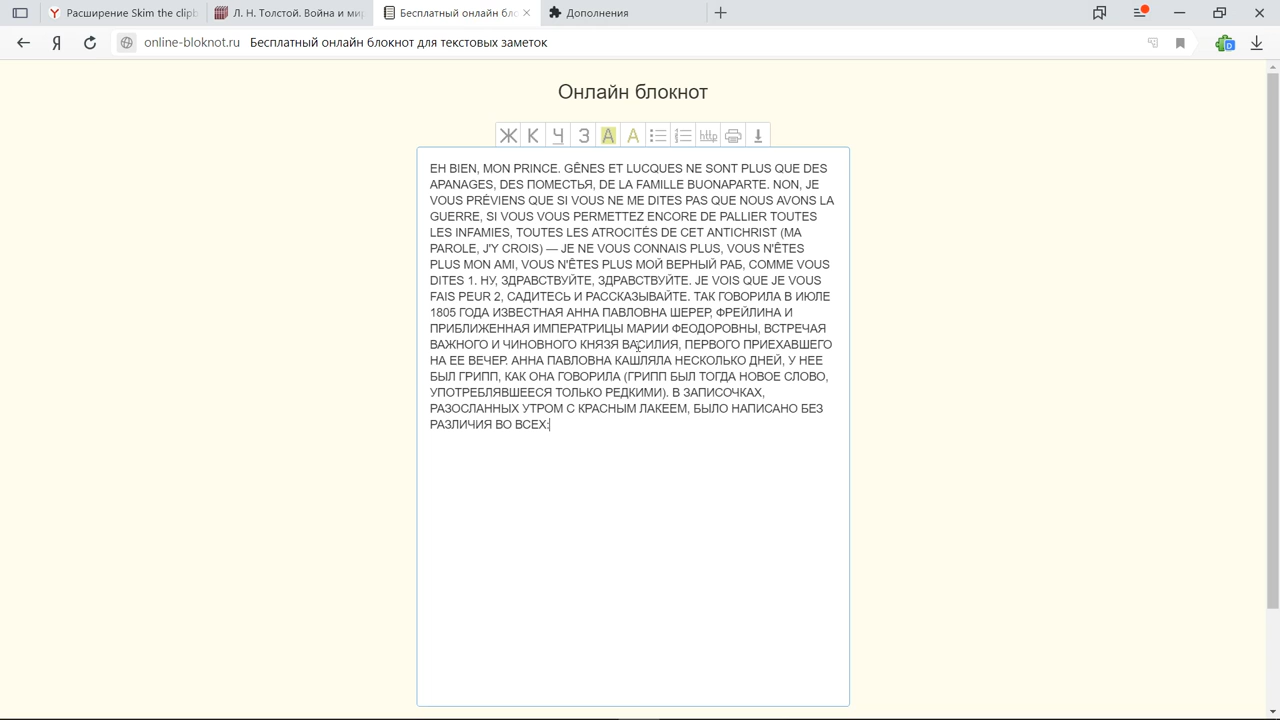 Расширение Skim the clipb
Л. Н. Толстой. Война и мир
Бесплатный онлайн бло
Дополнения
online-bloknot.ru Бесплатный онлайн блокнот для текстовых заметок
Онлайн блокнот
Ж К Ч З А А http
EH BIEN, MON PRINCE. GÊNES ET LUCQUES NE SONT PLUS QUE DES
APANAGES, DES ПОМЕСТЬЯ, DE LA FAMILLE BUONAPARTE. NON, JE
VOUS PRÉVIENS QUE SI VOUS NE ME DITES PAS QUE NOUS AVONS LA
GUERRE, SI VOUS VOUS PERMETTEZ ENCORE DE PALLIER TOUTES
LES INFAMIES, TOUTES LES ATROCITÉS DE CET ANTICHRIST (MA
PAROLE, J'Y CROIS) — JE NE VOUS CONNAIS PLUS, VOUS N'ÊTES
PLUS MON AMI, VOUS N'ÊTES PLUS МОЙ ВЕРНЫЙ РАБ, COMME VOUS
DITES 1. НУ, ЗДРАВСТВУЙТЕ, ЗДРАВСТВУЙТЕ. JE VOIS QUE JE VOUS
FAIS PEUR 2, САДИТЕСЬ И РАССКАЗЫВАЙТЕ. ТАК ГОВОРИЛА В ИЮЛЕ
1805 ГОДА ИЗВЕСТНАЯ АННА ПАВЛОВНА ШЕРЕР, ФРЕЙЛИНА И
ПРИБЛИЖЕННАЯ ИМПЕРАТРИЦЫ МАРИИ ФЕОДОРОВНЫ, ВСТРЕЧАЯ
ВАЖНОГО И ЧИНОВНОГО КНЯЗЯ ВАСИЛИЯ, ПЕРВОГО ПРИЕХАВШЕГО
НА ЕЕ ВЕЧЕР. АННА ПАВЛОВНА КАШЛЯЛА НЕСКОЛЬКО ДНЕЙ, У НЕЕ
БЫЛ ГРИПП, КАК ОНА ГОВОРИЛА (ГРИПП БЫЛ ТОГДА НОВОЕ СЛОВО,
УПОТРЕБЛЯВШЕЕСЯ ТОЛЬКО РЕДКИМИ). В ЗАПИСОЧКАХ,
РАЗОСЛАННЫХ УТРОМ С КРАСНЫМ ЛАКЕЕМ, БЫЛО НАПИСАНО БЕЗ
РАЗЛИЧИЯ ВО ВСЕХ: